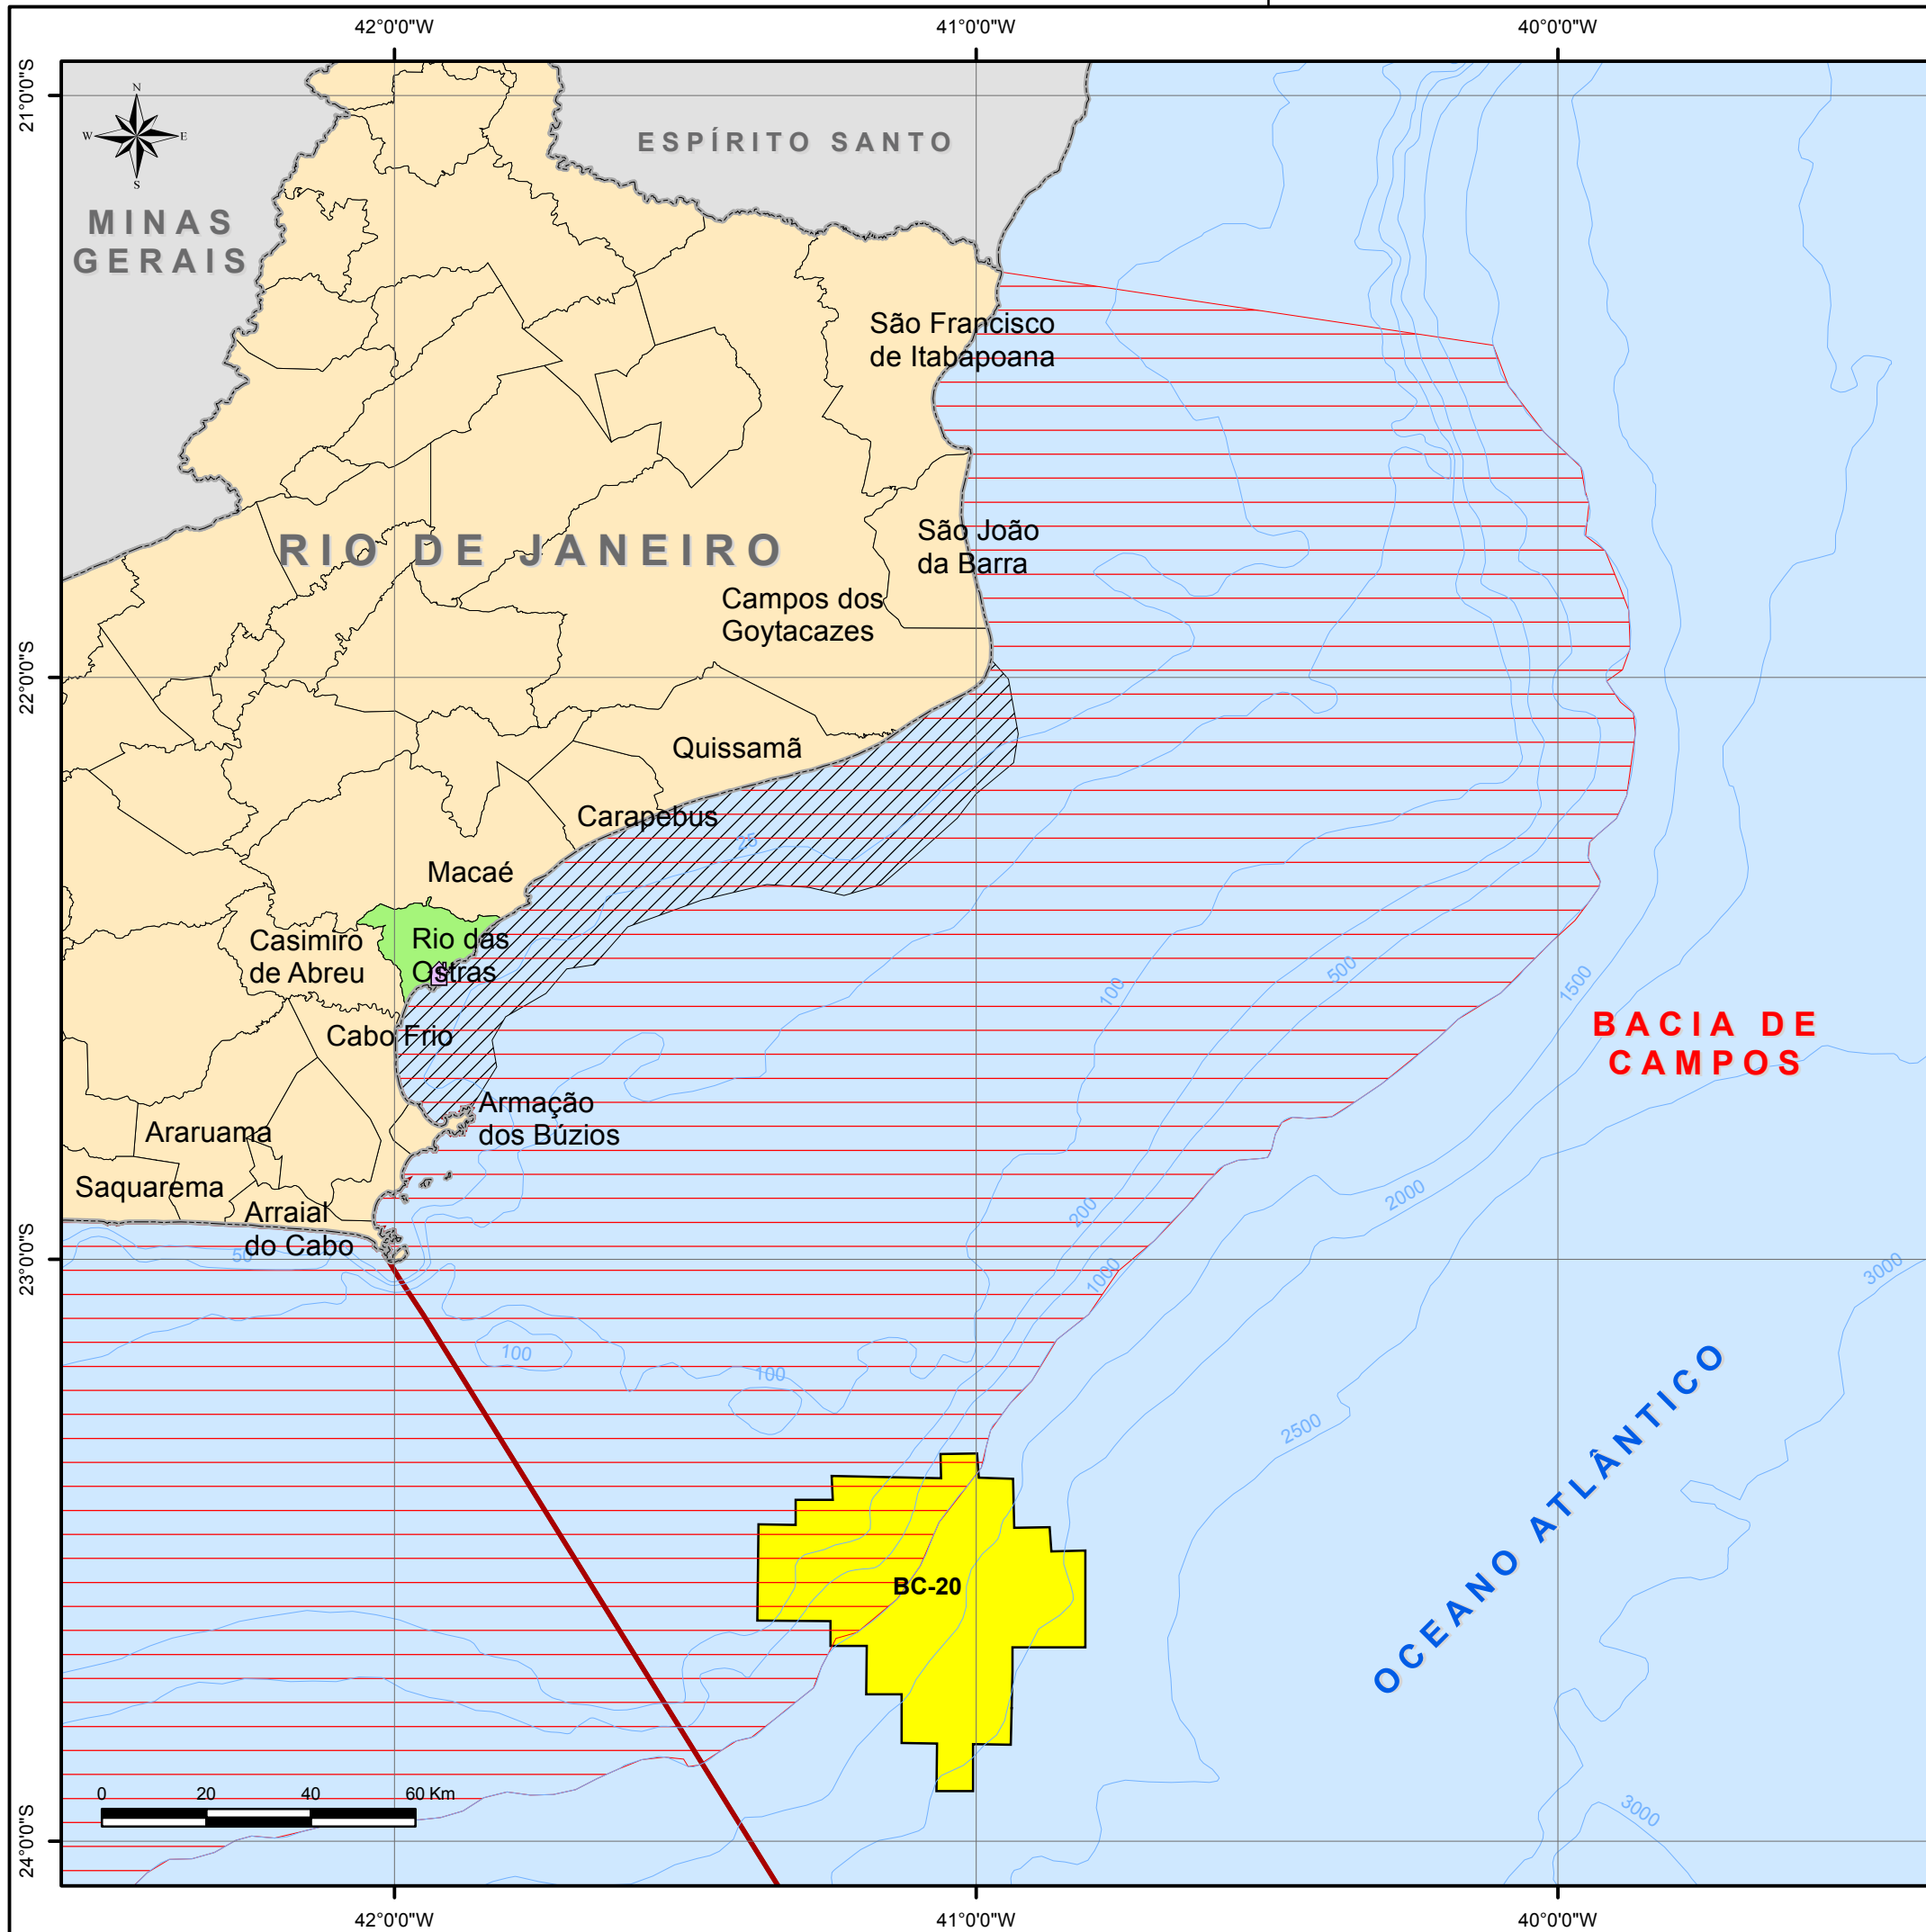 42°0'0"W
41°0'0"W
40°0'0"W
21°0'0"S
N
W
E
S
ESPÍRITO SANTO
MINAS
GERAIS
São Francisco
de Itabapoana
RIO DE JANEIRO
São João
da Barra
Campos dos
Goytacazes
22°0'0"S
Quissamã
Carapebus
25
Macaé
Rio das
Ostras
Casimiro
de Abreu
100
500
1500
BACIA DE
CAMPOS
Cabo Frio
Armação
dos Búzios
Araruama
Saquarema
Arraial
do Cabo
50
200
2000
23°0'0"S
1000
3000
100
100
2500
OCEANO ATLÂNTICO
BC-20
0
20
40
60 Km
3000
24°0'0"S
42°0'0"W
41°0'0"W
40°0'0"W